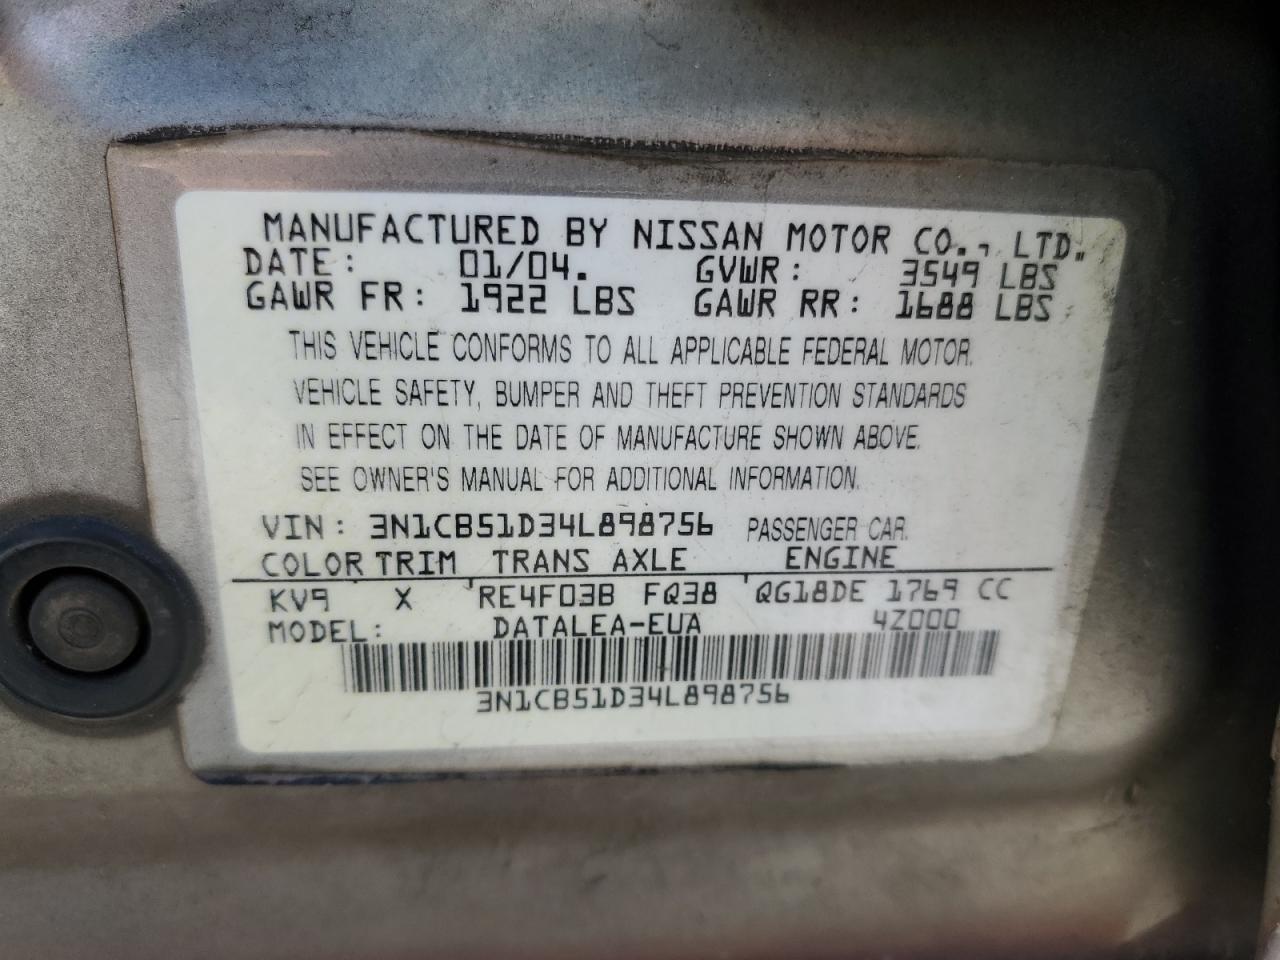 MANUFACTURED BY NISSAN MOTOR CO., LTD.
DATE: 01/04. GVWR: 3549 LBS
GAWR FR: 1922 LBS GAWR RR: 1688 LBS
THIS VEHICLE CONFORMS TO ALL APPLICABLE FEDERAL MOTOR
VEHICLE SAFETY, BUMPER AND THEFT PREVENTION STANDARDS
IN EFFECT ON THE DATE OF MANUFACTURE SHOWN ABOVE.
SEE OWNER'S MANUAL FOR ADDITIONAL INFORMATION.
VIN: 3N1CB51D34L898756 PASSENGER CAR.
COLOR TRIM TRANS AXLE ENGINE
KV9 X RE4F03B FQ38 QG18DE 1769 CC
MODEL: DATALEA-EUA 4Z000
3N1CB51D34L898756